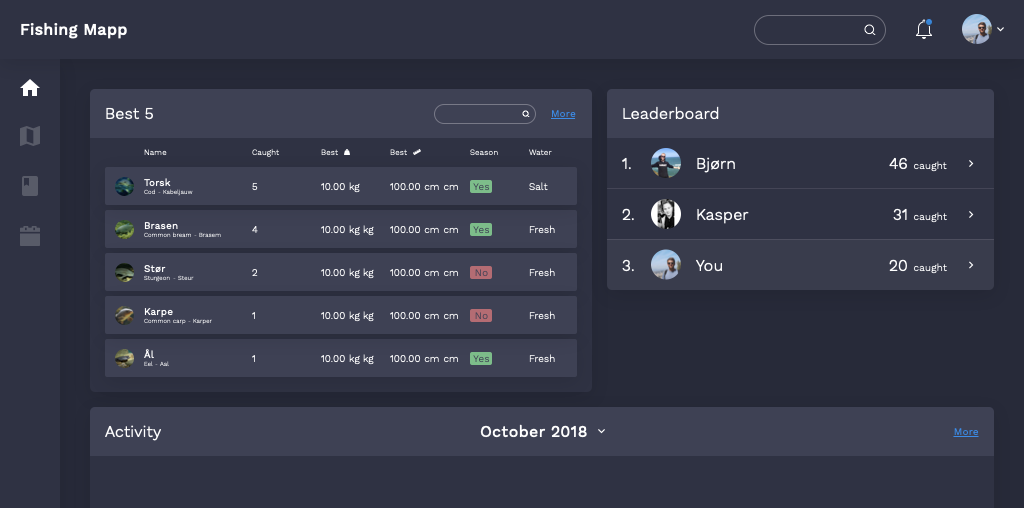 Fishing Mapp
Best 5
More
Name Caught Best Best Season Water
Torsk
Cod - Kabeljauw
5 10.00 kg kg 100.00 cm cm Yes Salt
Brasen
Common bream - Brasem
4 10.00 kg kg 100.00 cm cm Yes Fresh
Stør
Sturgeon - Steur
2 10.00 kg kg 100.00 cm cm No Fresh
Karpe
Common carp - Karper
1 10.00 kg kg 100.00 cm cm No Fresh
Ål
Eel - Aal
1 10.00 kg kg 100.00 cm cm Yes Fresh
Leaderboard
1. Bjørn 46 caught
2. Kasper 31 caught
3. You 20 caught
Activity
October 2018
More